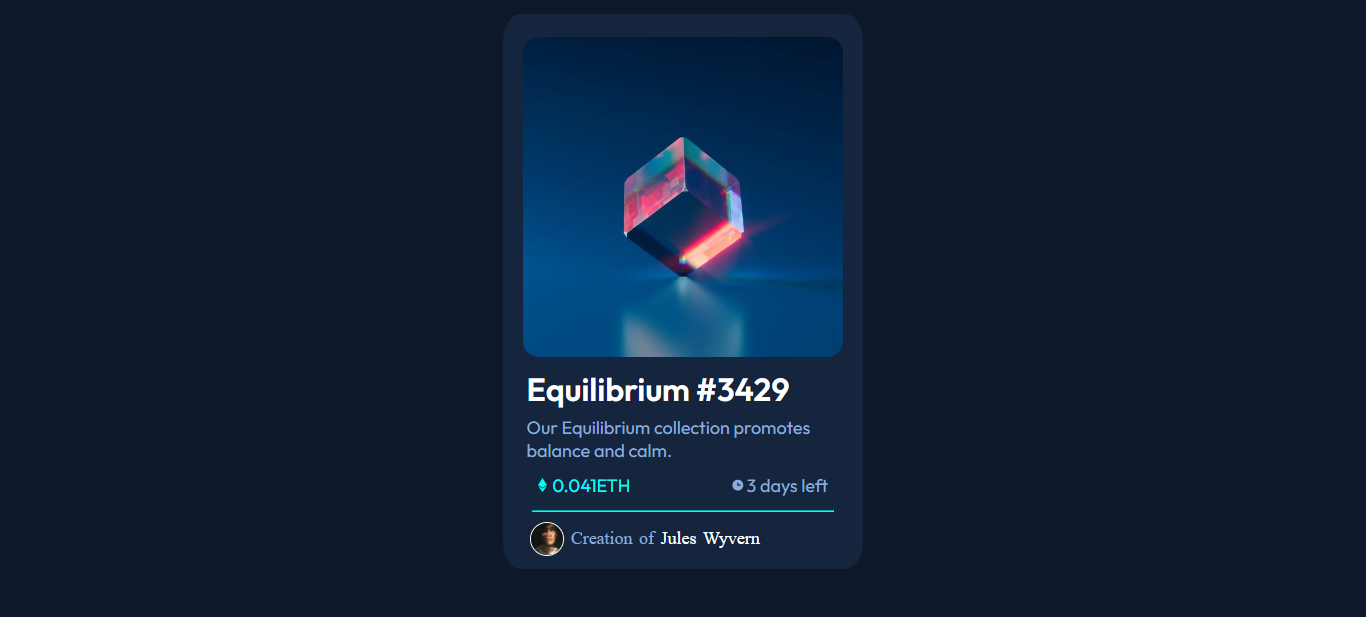 Equilibrium #3429
Our Equilibrium collection promotes
balance and calm.
0.041ETH 3 days left
Creation of Jules Wyvern